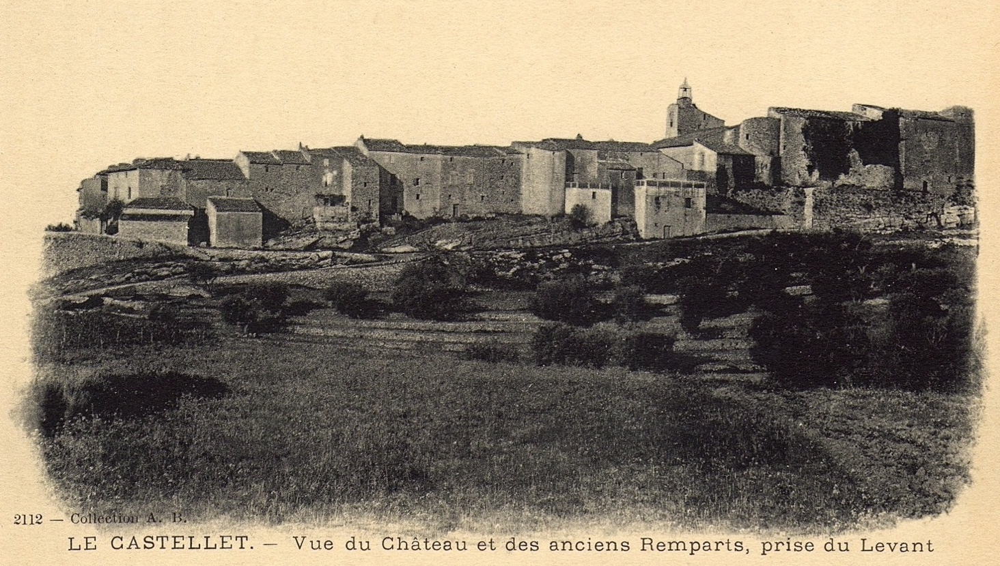 2112 — Collection A. B.
LE CASTELLET. — Vue du Château et des anciens Remparts, prise du Levant